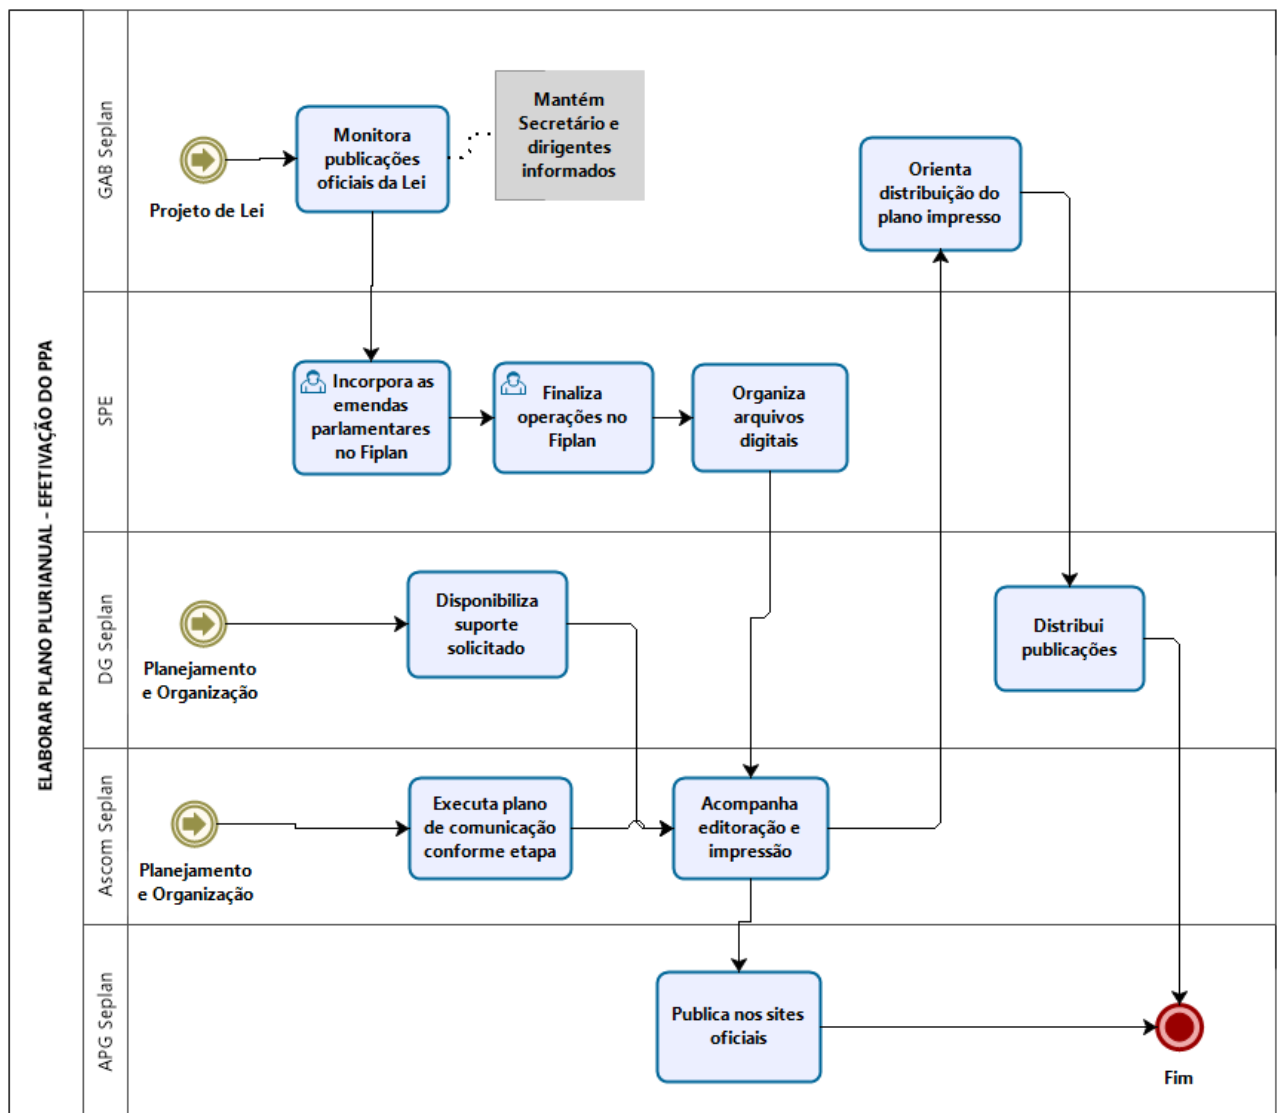 ELABORAR PLANO PLURIANUAL - EFETIVAÇÃO DO PPA
GAB Seplan
Projeto de Lei
Monitora
publicações
oficiais da Lei
Mantém
Secretário e
dirigentes
informados
Orienta
distribuição do
plano impresso
SPE
Incorpora as
emendas
parlamentares
no Fiplan
Finaliza
operações no
Fiplan
Organiza
arquivos
digitais
DG Seplan
Planejamento
e Organização
Disponibiliza
suporte
solicitado
Distribui
publicações
Ascom Seplan
Planejamento
e Organização
Executa plano
de comunicação
conforme etapa
Acompanha
editoração e
impressão
APG Seplan
Publica nos sites
oficiais
Fim